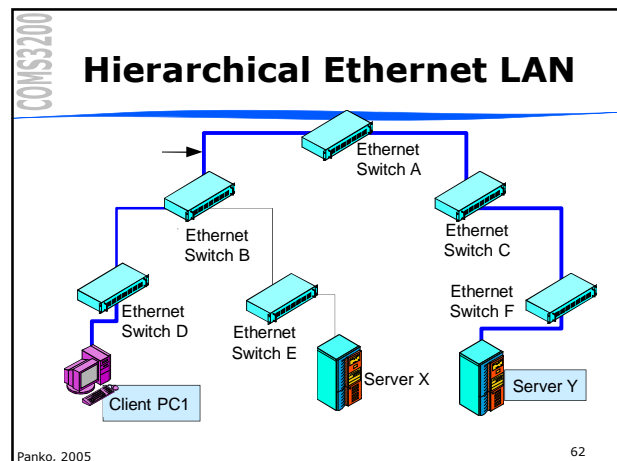 COMS3200
Hierarchical Ethernet LAN
Ethernet
Switch A
Ethernet
Switch B
Ethernet
Switch C
Ethernet
Switch D
Ethernet
Switch E
Ethernet
Switch F
Client PC1
Server X
Server Y
Panko, 2005
62